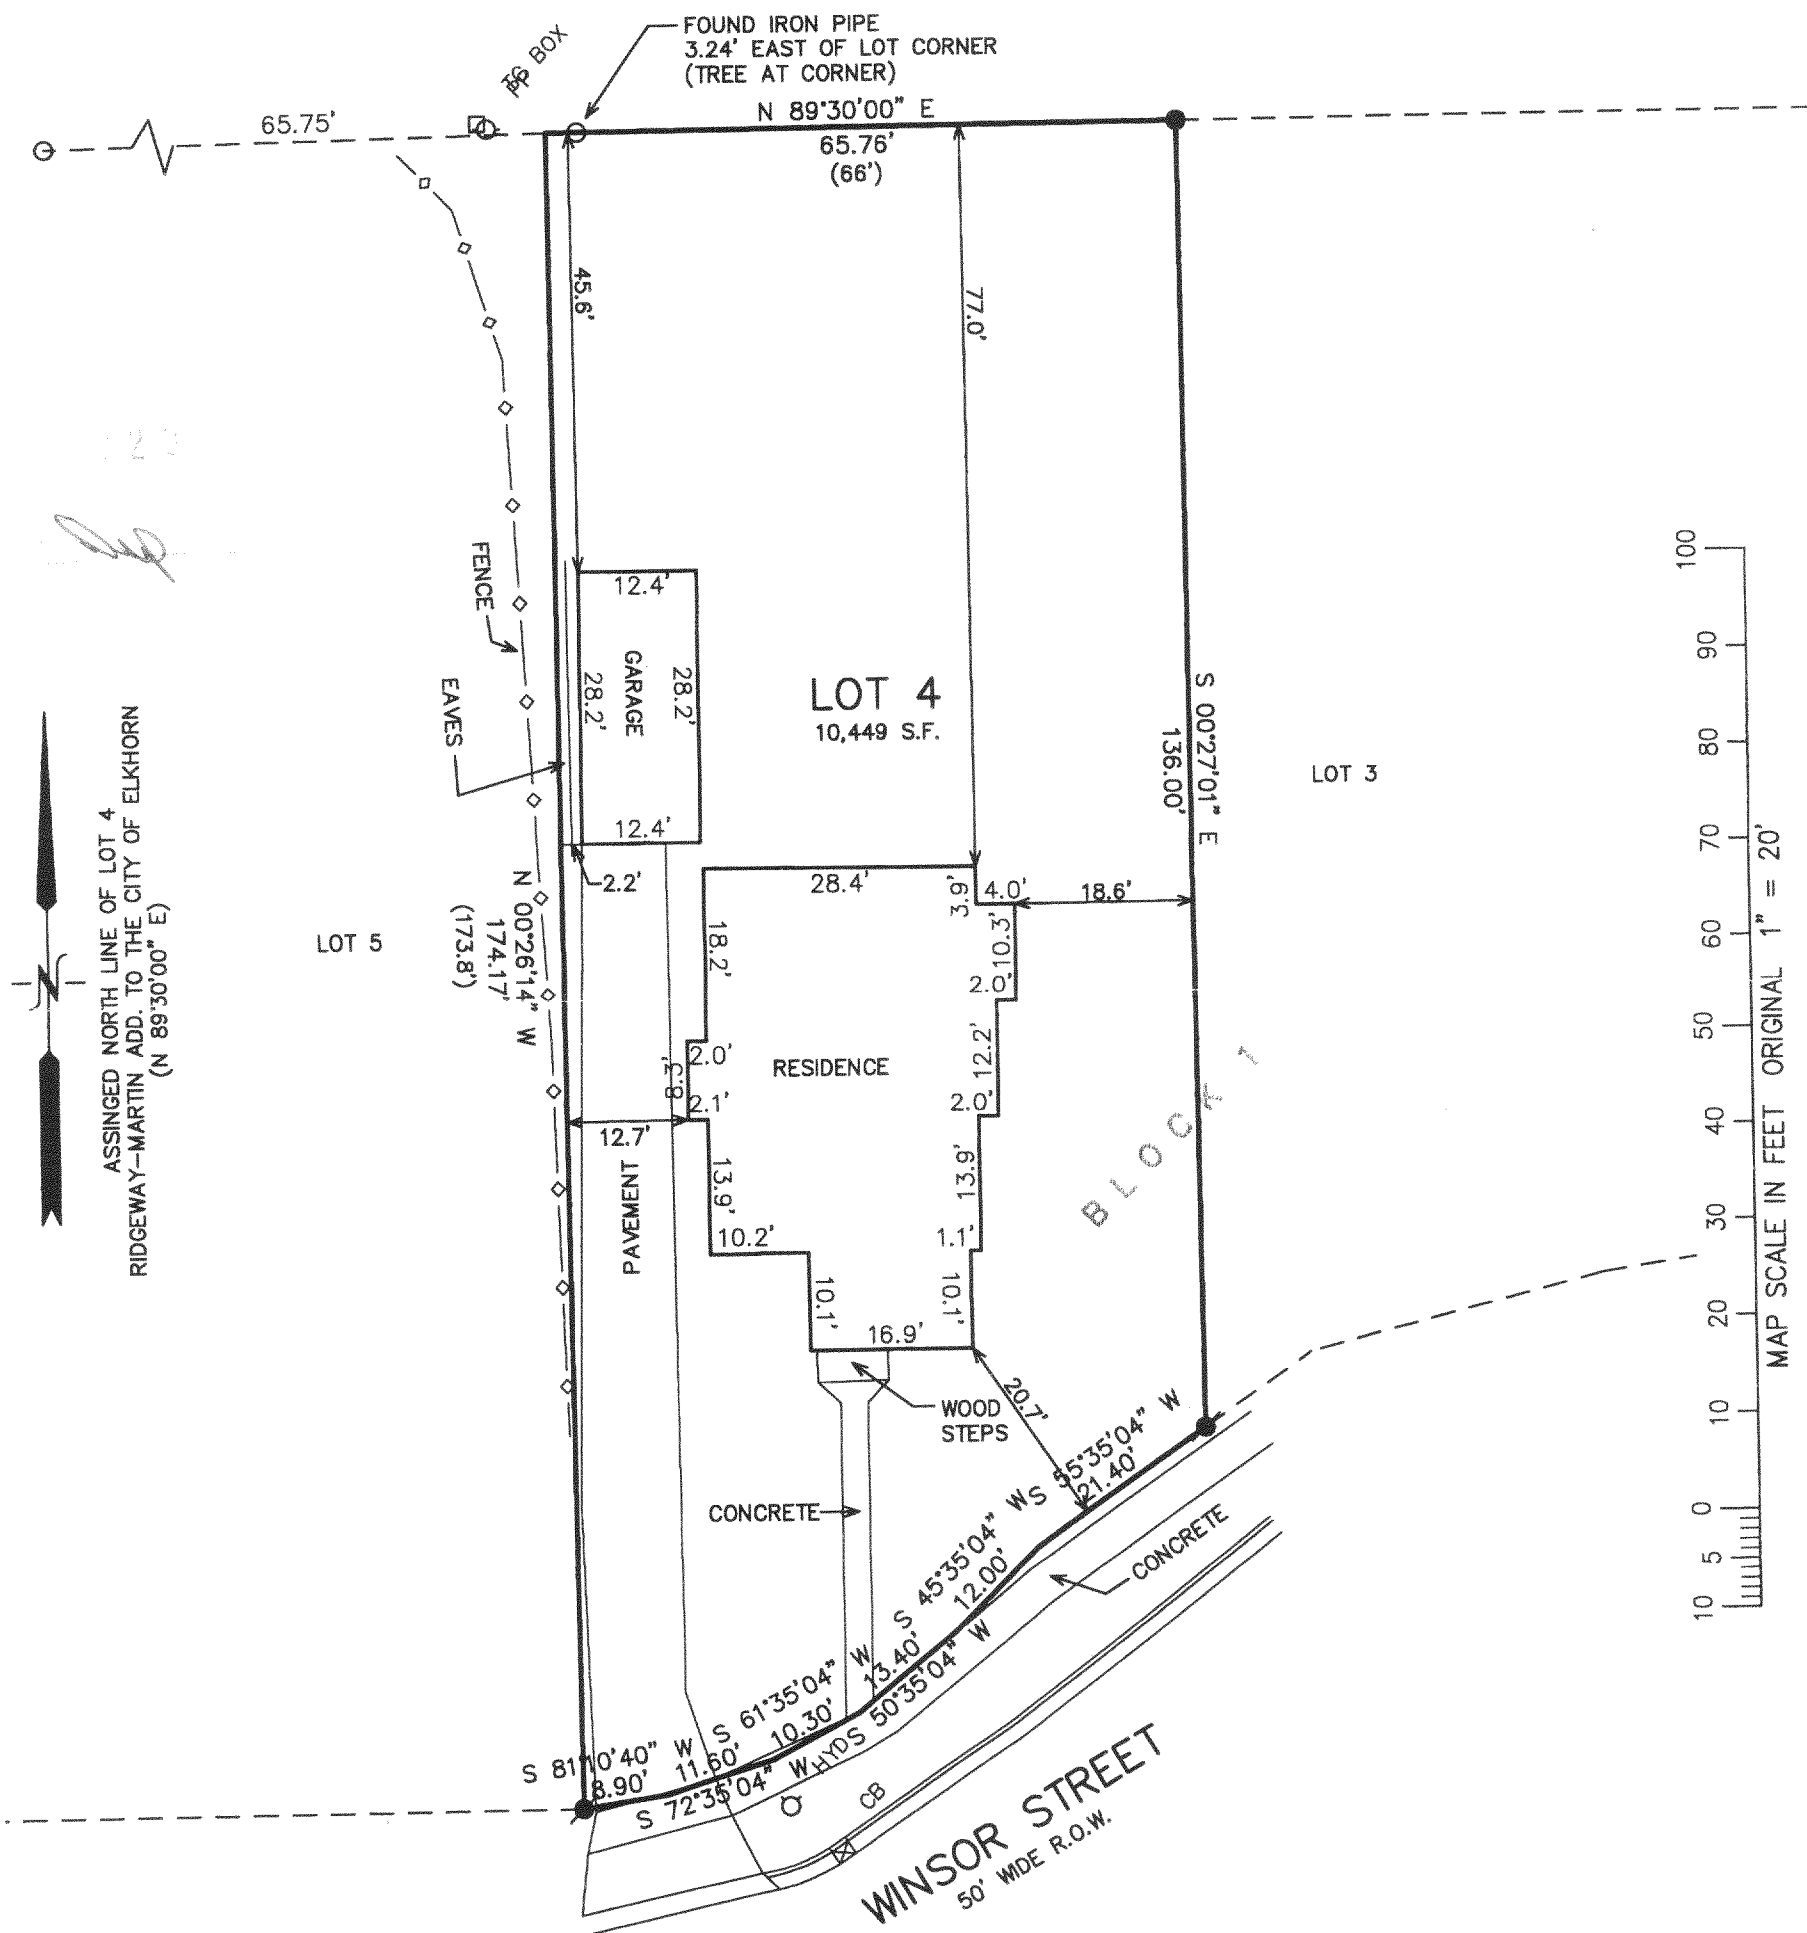 FOUND IRON PIPE
3.24' EAST OF LOT CORNER
(TREE AT CORNER)
BOX
65.75'
N 89°30'00" E
65.76'
(66')
45.6'
77.0'
FENCE
EAVES
12.4'
GARAGE
28.2'
28.2'
12.4'
2.2'
LOT 4
10,449 S.F.
S 00°27'01" E
136.00'
LOT 3
LOT 5
N 00°26'14" W
174.17'
(173.8')
ASSINGED NORTH LINE OF LOT 4
RIDGEWAY-MARTIN ADD. TO THE CITY OF ELKHORN
(N 89°30'00" E)
28.4'
3.9'
4.0'
18.6'
18.2'
10.3'
2.0'
2.0'
8.3'
2.1'
RESIDENCE
12.2'
2.0'
12.7'
PAVEMENT
13.9'
13.9'
10.2'
1.1'
10.1'
10.1'
16.9'
BLOCK 1
20.7'
WOOD
STEPS
CONCRETE
S 55°35'04" W
21.40'
S 45°35'04" W
12.00'
CONCRETE
13.40'
S 50°35'04" W
S 61°35'04" W
10.30'
HYD
S 81°10'40" W
8.90'
11.60'
S 72°35'04" W
CB
WINSOR STREET
50' WIDE R.O.W.
100
90
80
70
60
50
40
30
20
10
0
5
10
MAP SCALE IN FEET ORIGINAL 1" = 20'
N